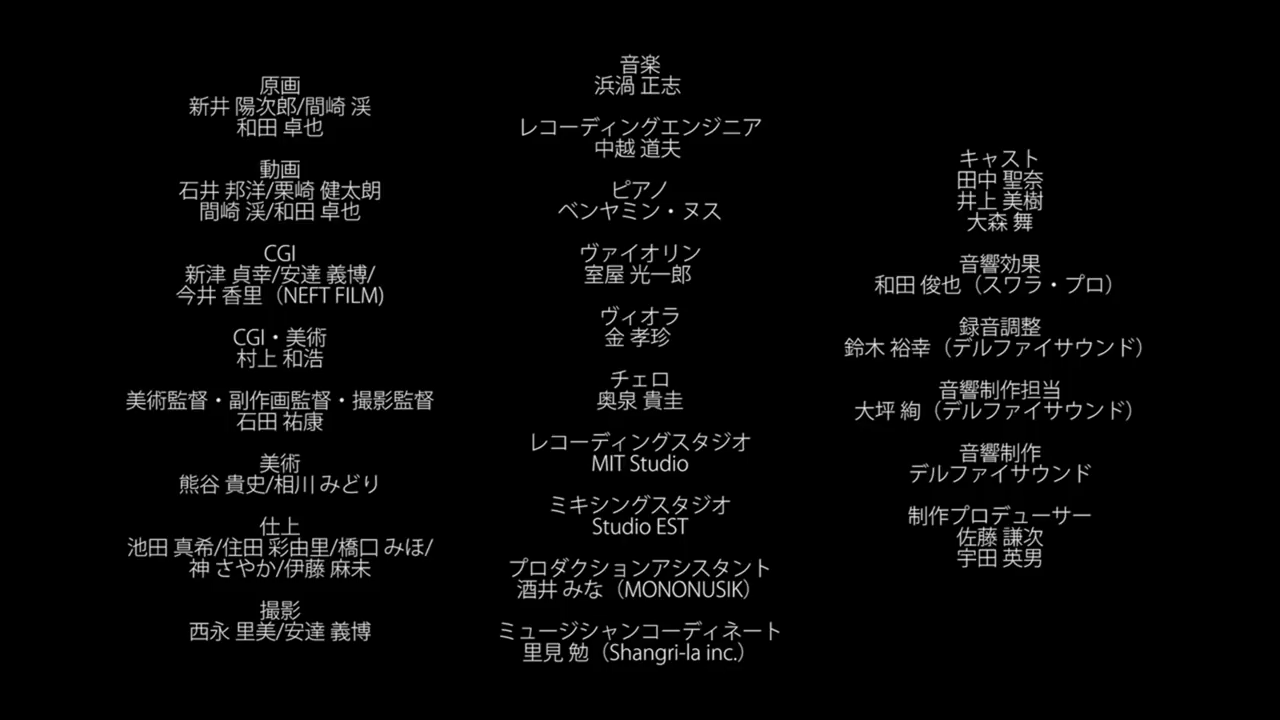 原画
新井 陽次郎/間崎 渓
和田 卓也
動画
石井 邦洋/栗崎 健太朗
間崎 渓/和田 卓也
CGI
新津 貞幸/安達 義博/
今井 香里（NEFT FILM)
CGI・美術
村上 和浩
美術監督・副作画監督・撮影監督
石田 祐康
美術
熊谷 貴史/相川 みどり
仕上
池田 真希/住田 彩由里/橋口 みほ/
神 さやか/伊藤 麻未
撮影
西永 里美/安達 義博
音楽
浜渦 正志
レコーディングエンジニア
中越 道夫
ピアノ
ベンヤミン・ヌス
ヴァイオリン
室屋 光一郎
ヴィオラ
金 孝珍
チェロ
奥泉 貴圭
レコーディングスタジオ
MIT Studio
ミキシングスタジオ
Studio EST
プロダクションアシスタント
酒井 みな（MONONUSIK）
ミュージシャンコーディネート
里見 勉（Shangri-la inc.）
キャスト
田中 聖奈
井上 美樹
大森 舞
音響効果
和田 俊也（スワラ・プロ）
録音調整
鈴木 裕幸（デルファイサウンド）
音響制作担当
大坪 絢（デルファイサウンド）
音響制作
デルファイサウンド
制作プロデューサー
佐藤 謙次
宇田 英男